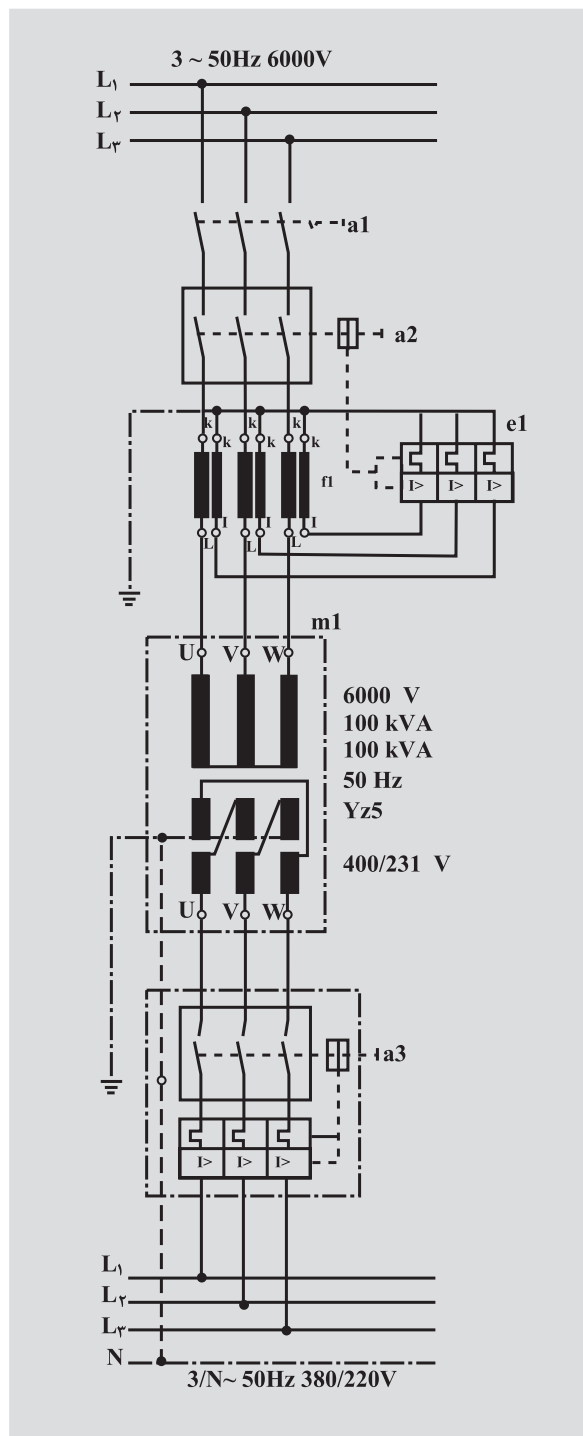 3 ~ 50Hz 6000V
L۱
L۲
L۳
a1
a2
e1
k k k
k k k
f1
I> I> I>
I I I
L L L
m1
U V W
6000 V
100 kVA
100 kVA
50 Hz
Yz5
400/231 V
U V W
a3
I> I> I>
L۱
L۲
L۳
N
3/N~ 50Hz 380/220V